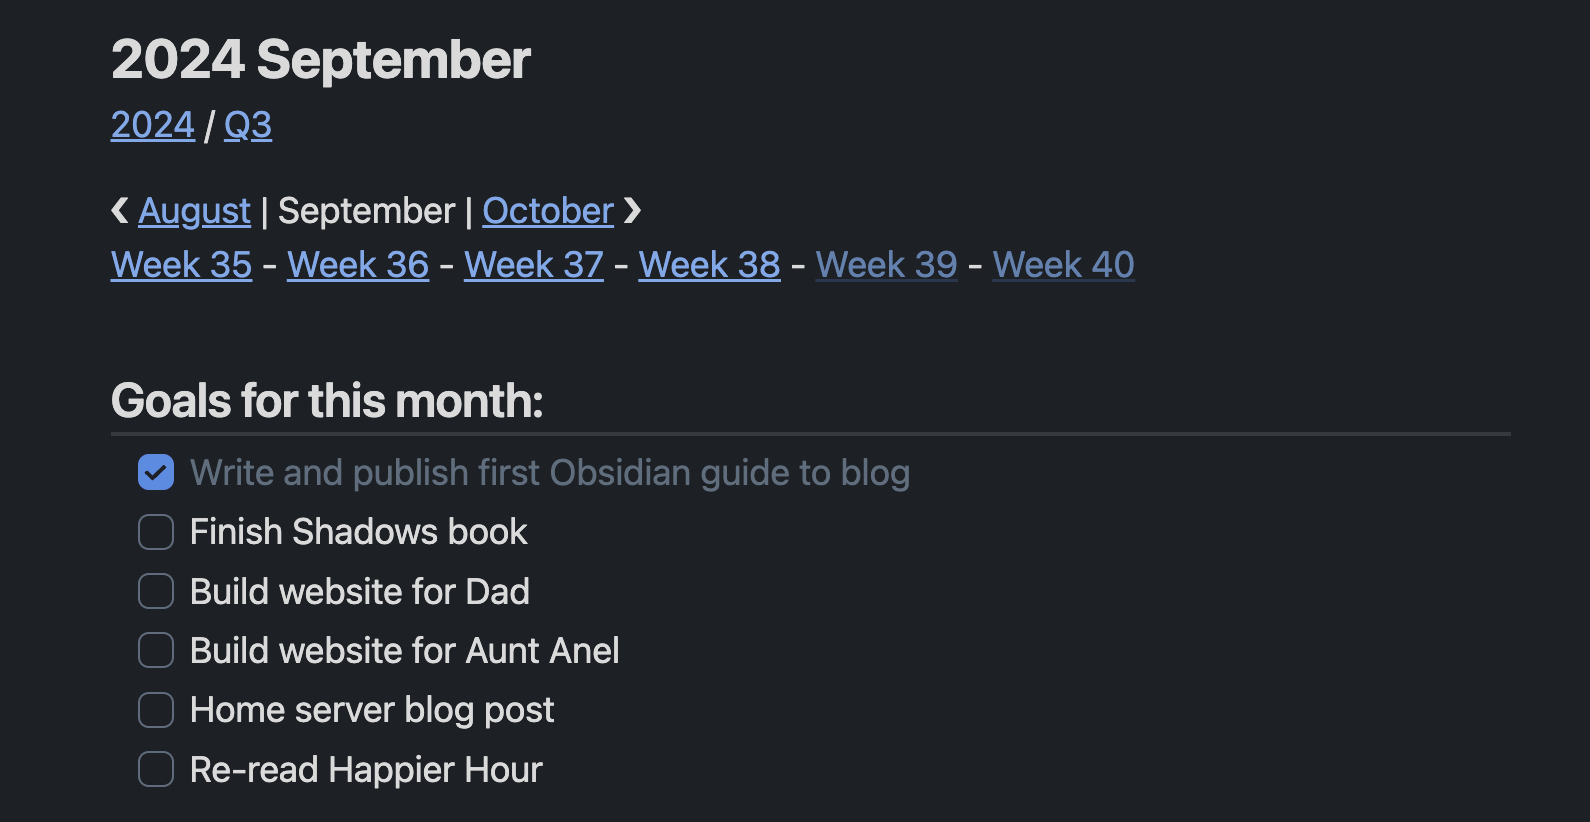 2024 September
2024 / Q3
❮ August | September | October ❯
Week 35 - Week 36 - Week 37 - Week 38 - Week 39 - Week 40
Goals for this month:
Write and publish first Obsidian guide to blog
Finish Shadows book
Build website for Dad
Build website for Aunt Anel
Home server blog post
Re-read Happier Hour